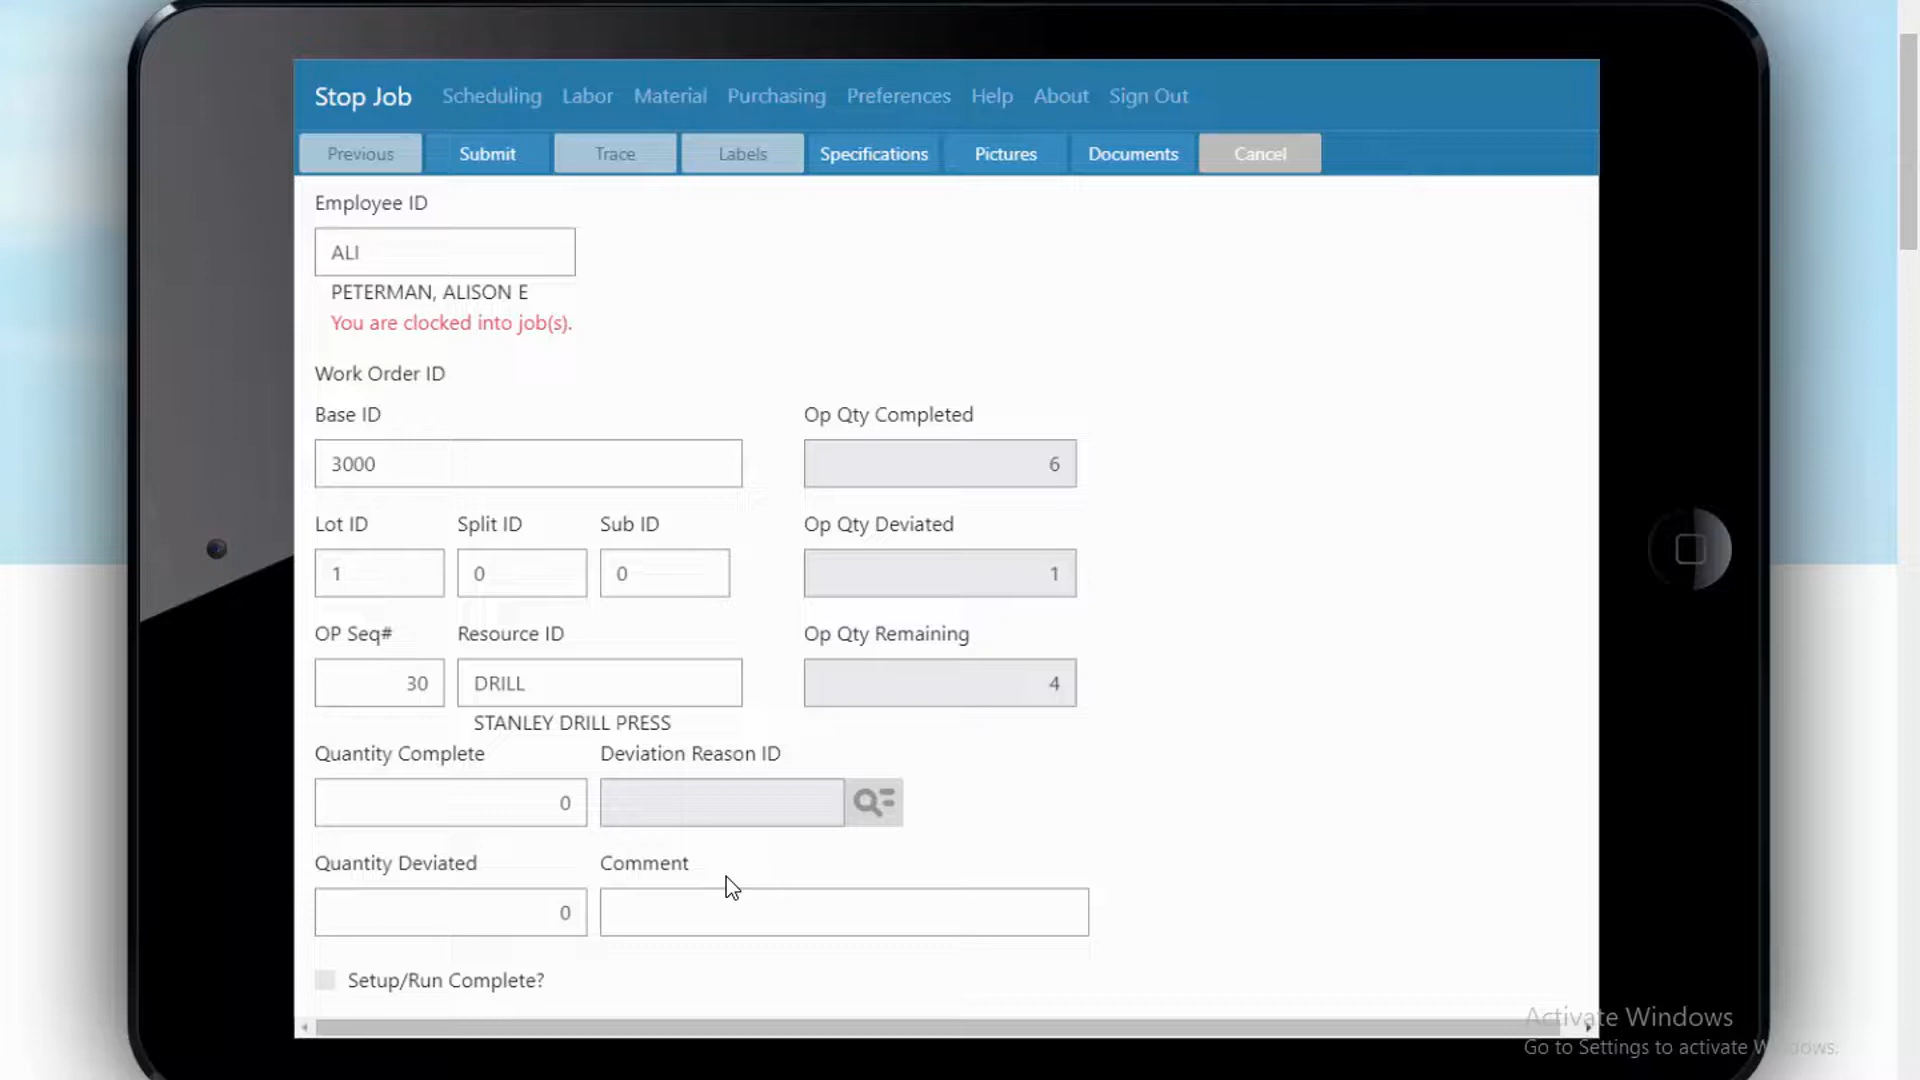 Stop Job Scheduling Labor Material Purchasing Preferences Help About Sign Out
Previous Submit Trace Labels Specifications Pictures Documents Cancel
Employee ID
ALI
PETERMAN, ALISON E
You are clocked into job(s).
Work Order ID
Base ID Op Qty Completed
3000 6
Lot ID Split ID Sub ID Op Qty Deviated
1 0 0 1
OP Seq# Resource ID Op Qty Remaining
30 DRILL 4
STANLEY DRILL PRESS
Quantity Complete Deviation Reason ID
0
Quantity Deviated Comment
0
Setup/Run Complete?
Activate Windows
Go to Settings to activate Windows.